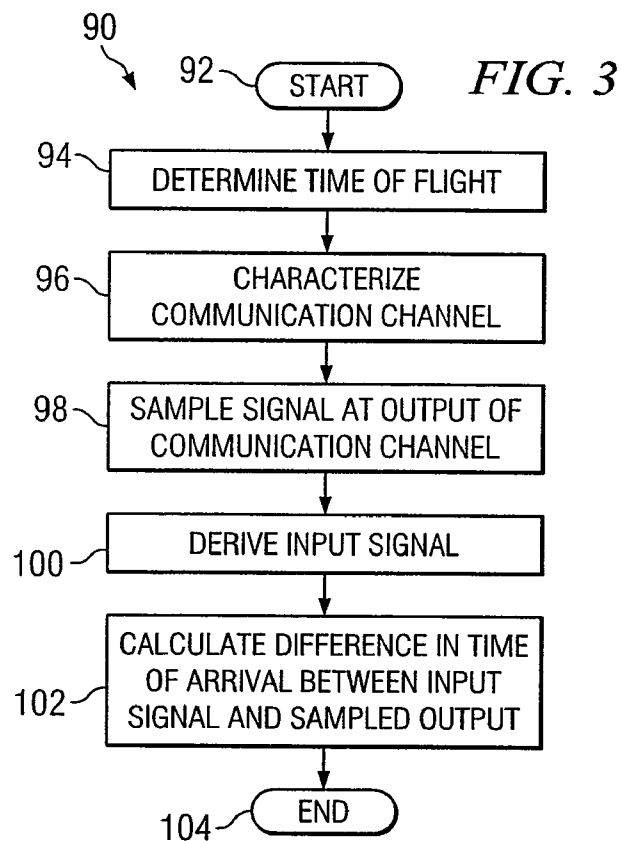 90
92
START
FIG. 3
94
DETERMINE TIME OF FLIGHT
96
CHARACTERIZE
COMMUNICATION CHANNEL
98
SAMPLE SIGNAL AT OUTPUT OF
COMMUNICATION CHANNEL
100
DERIVE INPUT SIGNAL
102
CALCULATE DIFFERENCE IN TIME
OF ARRIVAL BETWEEN INPUT
SIGNAL AND SAMPLED OUTPUT
104
END